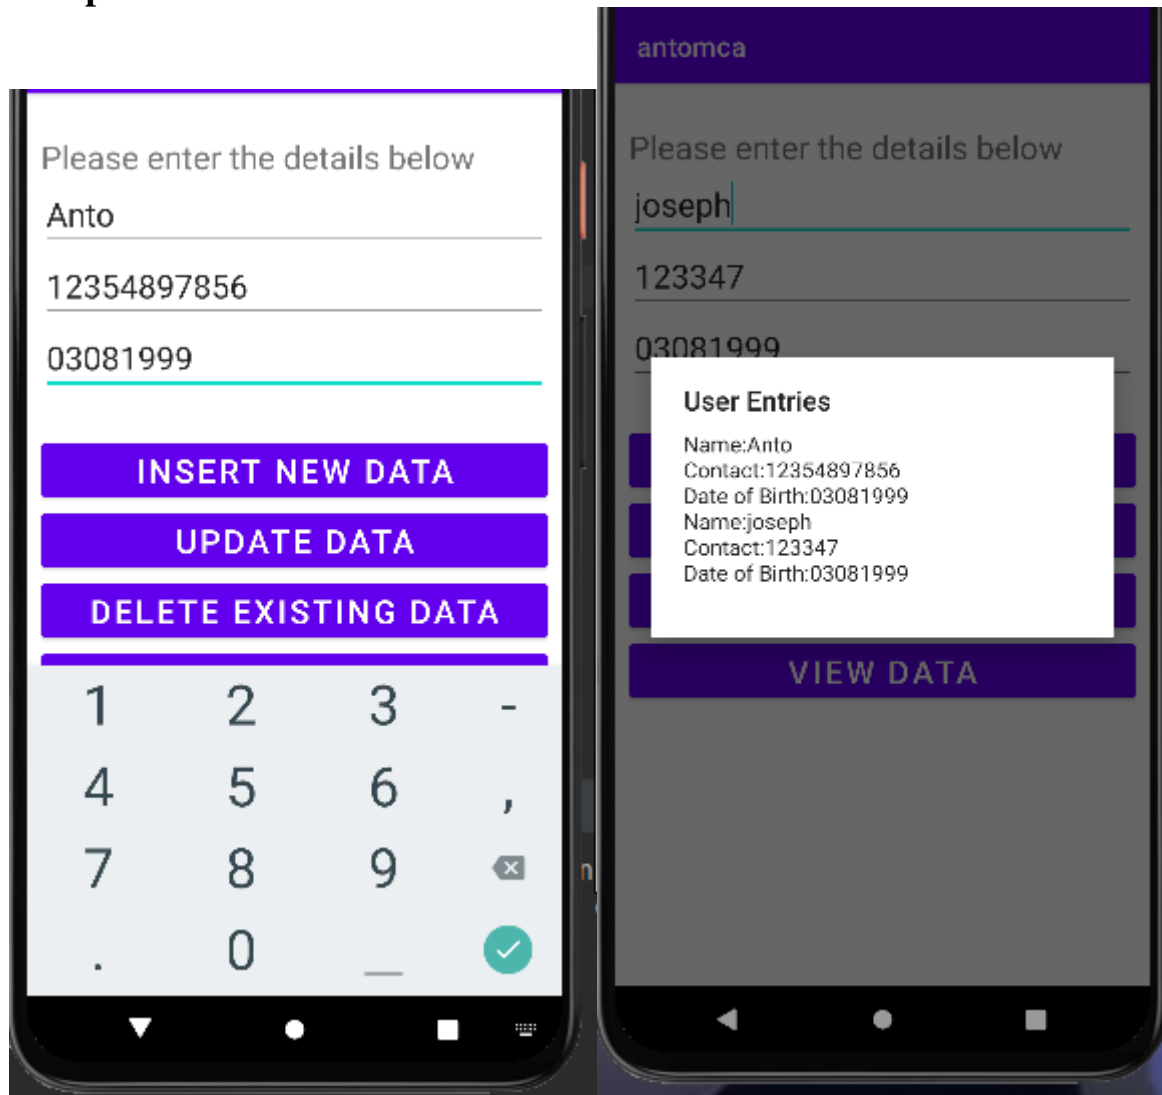 Please enter the details below
Anto
12354897856
03081999
INSERT NEW DATA
UPDATE DATA
DELETE EXISTING DATA
1 2 3 -
4 5 6 ,
7 8 9
. 0 _
antomca
Please enter the details below
joseph
123347
03081999
User Entries
Name:Anto
Contact:12354897856
Date of Birth:03081999
Name:joseph
Contact:123347
Date of Birth:03081999
VIEW DATA